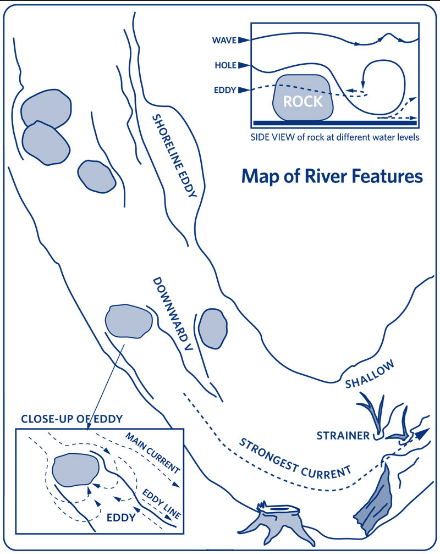 WAVE
HOLE
EDDY
ROCK
SIDE VIEW of rock at different water levels
Map of River Features
SHORELINE EDDY
DOWNWARD V
SHALLOW
STRAINER
STRONGEST CURRENT
CLOSE-UP OF EDDY
MAIN CURRENT
EDDY LINE
EDDY